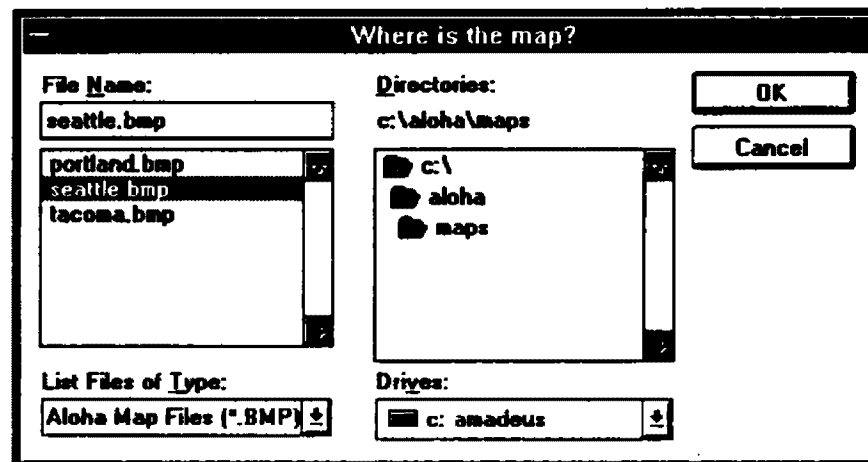 Where is the map?
File Name:
seattle.bmp
portland.bmp
seattle.bmp
tacoma.bmp
List Files of Type:
Aloha Map Files (*.BMP)
Directories:
c:\aloha\maps
c:\
aloha
maps
Drives:
c: amadeus
OK
Cancel